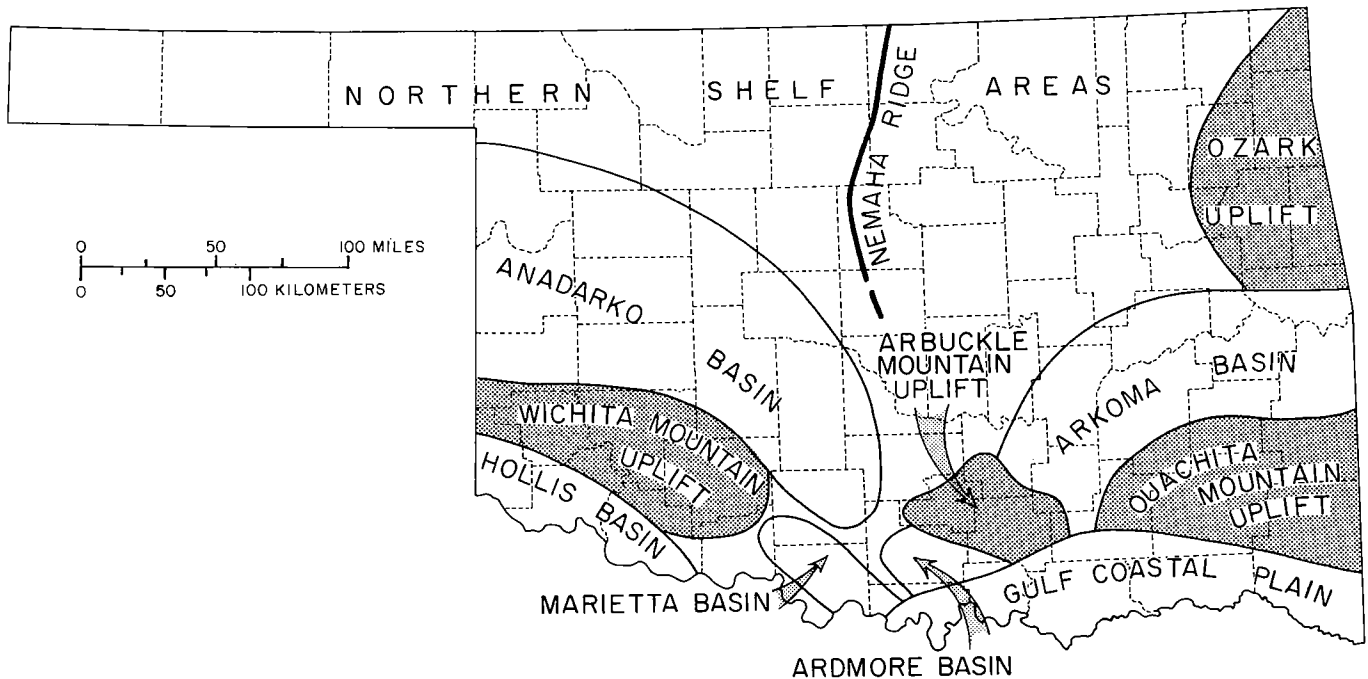 NORTHERN SHELF AREAS
NEMAHA RIDGE
OZARK
UPLIFT
0 50 100 MILES
0 50 100 KILOMETERS
ANADARKO
BASIN
ARBUCKLE
MOUNTAIN
UPLIFT
ARKOMA BASIN
WICHITA MOUNTAIN
UPLIFT
HOLLIS
BASIN
OUACHITA
MOUNTAIN
UPLIFT
MARIETTA BASIN
GULF COASTAL PLAIN
ARDMORE BASIN